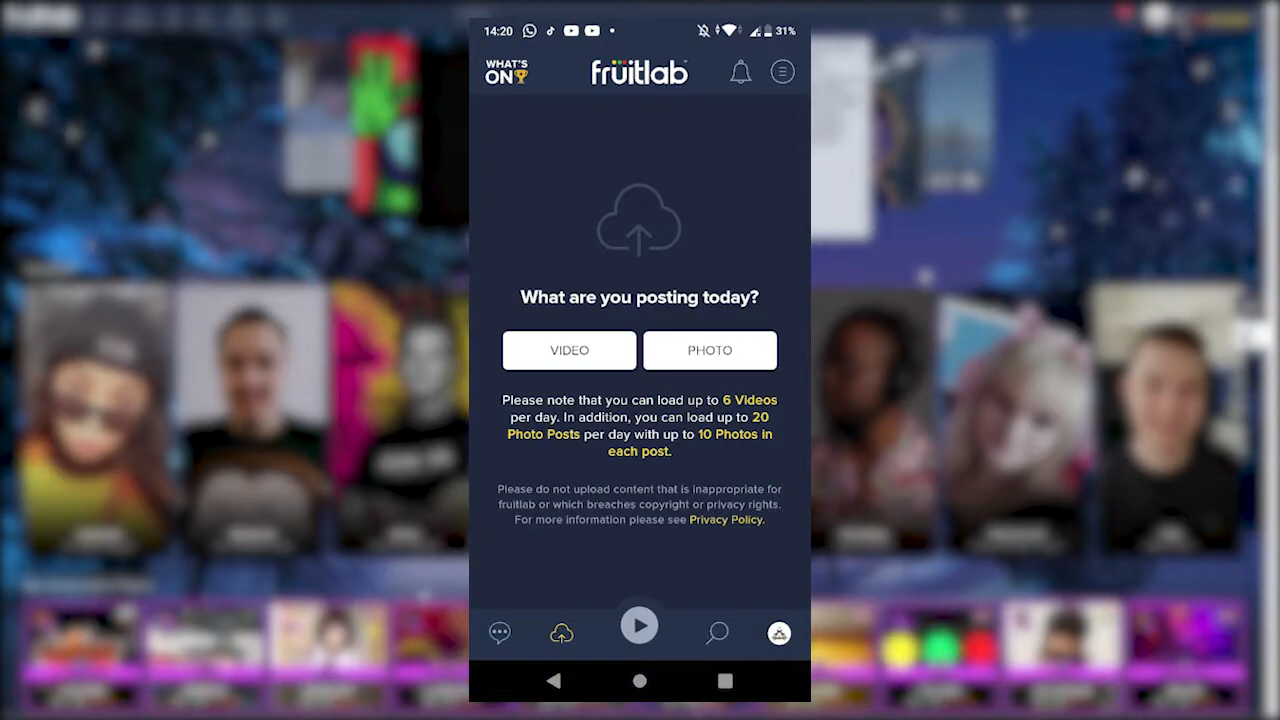 14:20 31%
WHAT'S
ON fruitlab
What are you posting today?
VIDEO PHOTO
Please note that you can load up to 6 Videos
per day. In addition, you can load up to 20
Photo Posts per day with up to 10 Photos in
each post.
Please do not upload content that is inappropriate for
fruitlab or which breaches copyright or privacy rights.
For more information please see Privacy Policy.